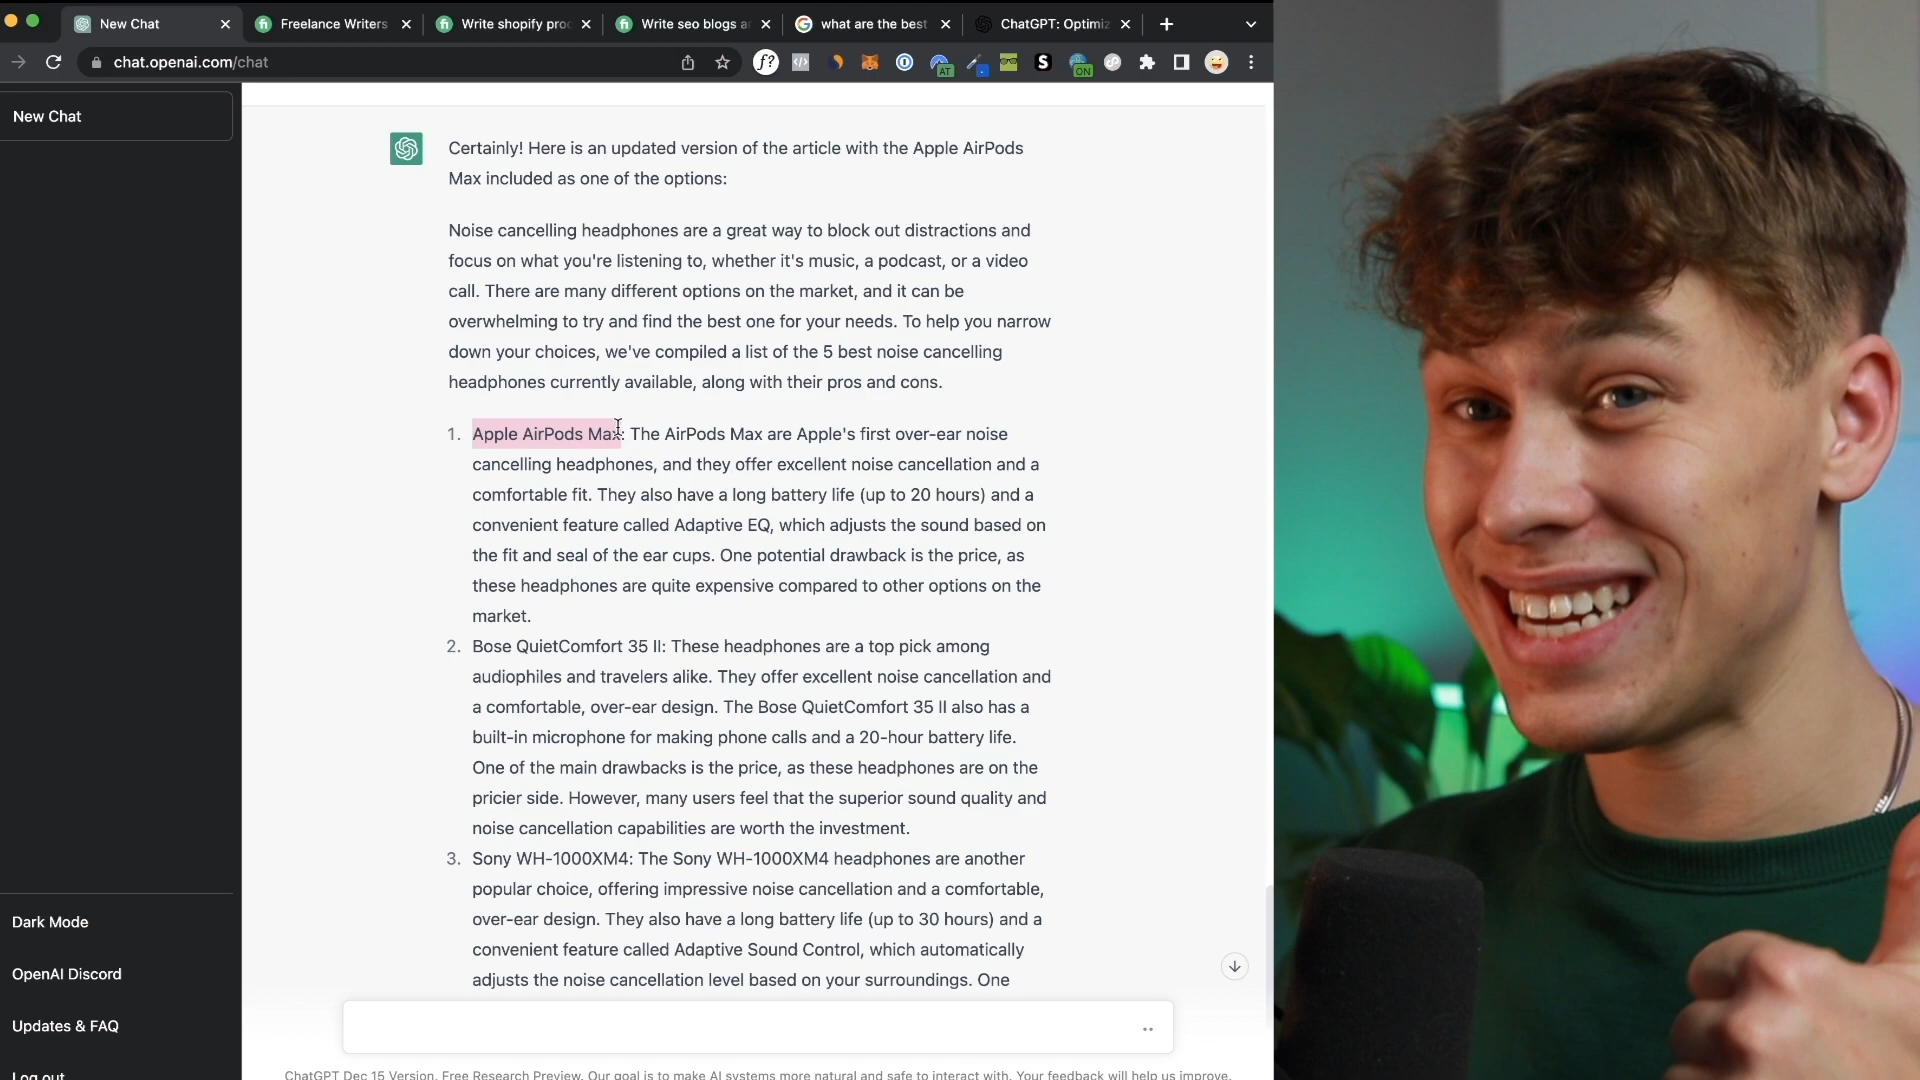 New Chat
Freelance Writers
Write shopify pro
Write seo blogs a
what are the best
ChatGPT: Optimiz
chat.openai.com/chat
f?
AT
S
ON
New Chat
Certainly! Here is an updated version of the article with the Apple AirPods
Max included as one of the options:
Noise cancelling headphones are a great way to block out distractions and
focus on what you're listening to, whether it's music, a podcast, or a video
call. There are many different options on the market, and it can be
overwhelming to try and find the best one for your needs. To help you narrow
down your choices, we've compiled a list of the 5 best noise cancelling
headphones currently available, along with their pros and cons.
1. Apple AirPods Max: The AirPods Max are Apple's first over-ear noise
cancelling headphones, and they offer excellent noise cancellation and a
comfortable fit. They also have a long battery life (up to 20 hours) and a
convenient feature called Adaptive EQ, which adjusts the sound based on
the fit and seal of the ear cups. One potential drawback is the price, as
these headphones are quite expensive compared to other options on the
market.
2. Bose QuietComfort 35 II: These headphones are a top pick among
audiophiles and travelers alike. They offer excellent noise cancellation and
a comfortable, over-ear design. The Bose QuietComfort 35 II also has a
built-in microphone for making phone calls and a 20-hour battery life.
One of the main drawbacks is the price, as these headphones are on the
pricier side. However, many users feel that the superior sound quality and
noise cancellation capabilities are worth the investment.
3. Sony WH-1000XM4: The Sony WH-1000XM4 headphones are another
popular choice, offering impressive noise cancellation and a comfortable,
over-ear design. They also have a long battery life (up to 30 hours) and a
convenient feature called Adaptive Sound Control, which automatically
adjusts the noise cancellation level based on your surroundings. One
Dark Mode
OpenAI Discord
Updates & FAQ
Log out
ChatGPT Dec 15 Version. Free Research Preview. Our goal is to make AI systems more natural and safe to interact with. Your feedback will help us improve.